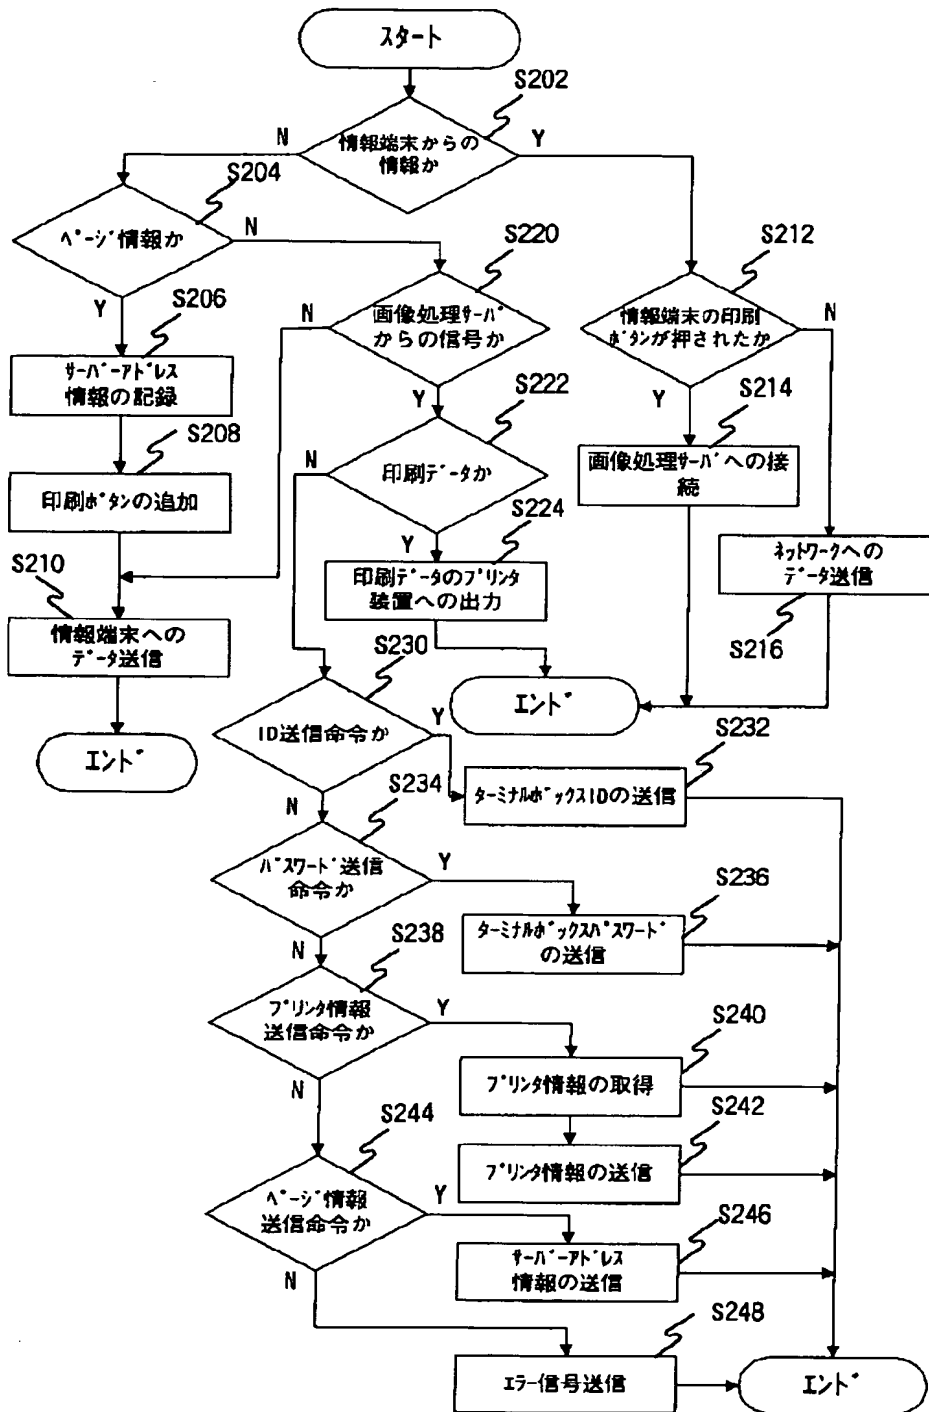 スタート
S202
情報端末からの
情報か
N
Y
S204
ページ情報か
N
Y
S206
サーバーアドレス
情報の記録
S208
印刷ボタンの追加
S210
情報端末への
データ送信
エンド
S220
画像処理サーバ
からの信号か
N
Y
S222
印刷データか
N
Y
S224
印刷データのプリンタ
装置への出力
エンド
S212
情報端末の印刷
ボタンが押されたか
N
Y
S214
画像処理サーバへの接
続
ネットワークへの
データ送信
S216
S230
ID送信命令か
Y
N
S232
ターミナルボックスIDの送信
S234
パスワード送信
命令か
Y
N
S236
ターミナルボックスパスワード
の送信
S238
プリンタ情報
送信命令か
Y
N
S240
プリンタ情報の取得
S242
プリンタ情報の送信
S244
ページ情報
送信命令か
Y
N
S246
サーバーアドレス
情報の送信
S248
エラー信号送信
エンド